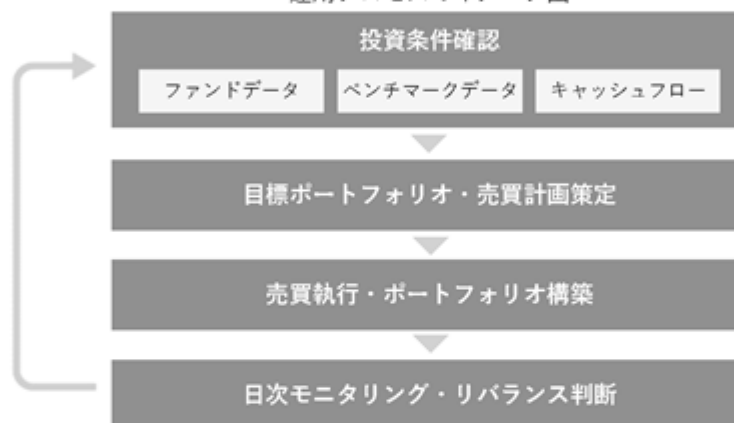 投資条件確認
ファンドデータ ベンチマークデータ キャッシュフロー
目標ポートフォリオ・売買計画策定
売買執行・ポートフォリオ構築
日次モニタリング・リバランス判断